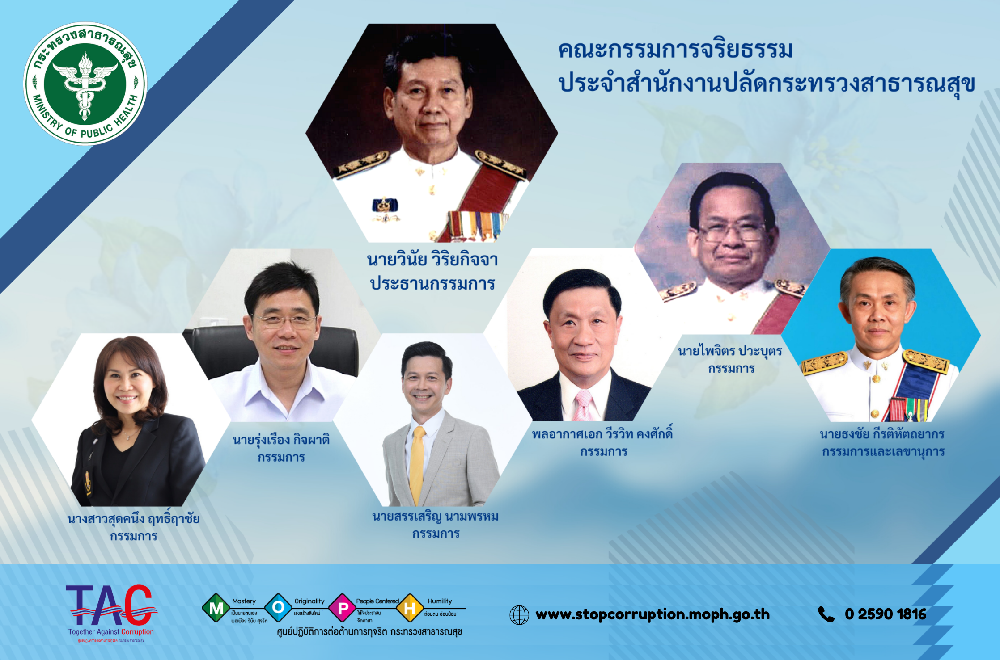 กระทรวงสาธารณสุข
MINISTRY OF PUBLIC HEALTH
คณะกรรมการจริยธรรม
ประจำสำนักงานปลัดกระทรวงสาธารณสุข
นายวินัย วิริยกิจจา
ประธานกรรมการ
นายไพจิตร ปวะบุตร
กรรมการ
นายรุ่งเรือง กิจผาติ
กรรมการ
พลอากาศเอก วีรวิท คงศักดิ์
กรรมการ
นายธงชัย กีรติหัตถยากร
กรรมการและเลขานุการ
นางสาวสุดคนึง ฤทธิ์ฤาชัย
กรรมการ
นายสรรเสริญ นามพรหม
กรรมการ
TAC
Together Against Corruption
ศูนย์ปฏิบัติการต่อต้านการทุจริต กระทรวงสาธารณสุข
M Mastery
เป็นนายตนเอง
พอเพียง วินัย สุจริต
O Originality
เร่งสร้างสิ่งใหม่
P People Centered
ใส่ใจประชาชน
จิตอาสา
H Humility
ถ่อมตน อ่อนน้อม
ศูนย์ปฏิบัติการต่อต้านการทุจริต กระทรวงสาธารณสุข
www.stopcorruption.moph.go.th
0 2590 1816